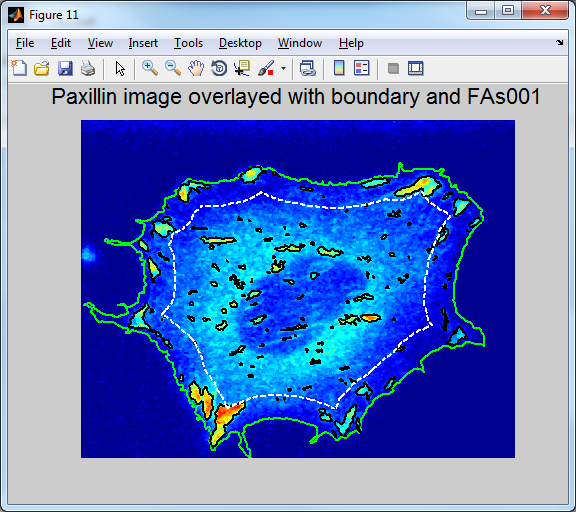 Figure 11
File Edit View Insert Tools Desktop Window Help
Paxillin image overlayed with boundary and FAs001